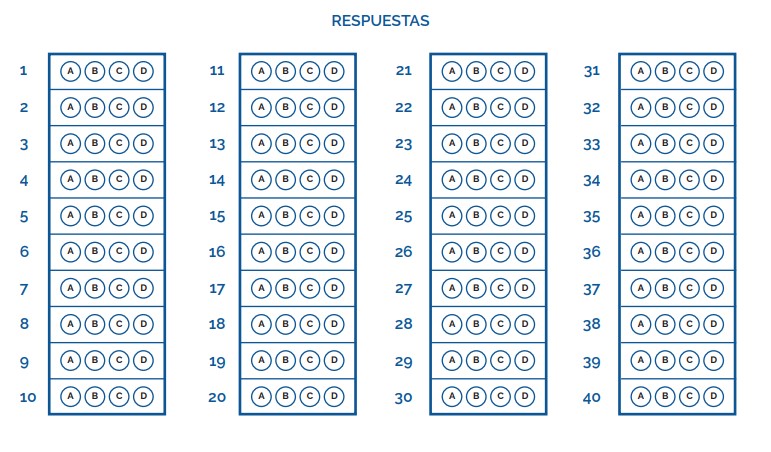 RESPUESTAS
1 A B C D 11 A B C D 21 A B C D 31 A B C D
2 A B C D 12 A B C D 22 A B C D 32 A B C D
3 A B C D 13 A B C D 23 A B C D 33 A B C D
4 A B C D 14 A B C D 24 A B C D 34 A B C D
5 A B C D 15 A B C D 25 A B C D 35 A B C D
6 A B C D 16 A B C D 26 A B C D 36 A B C D
7 A B C D 17 A B C D 27 A B C D 37 A B C D
8 A B C D 18 A B C D 28 A B C D 38 A B C D
9 A B C D 19 A B C D 29 A B C D 39 A B C D
10 A B C D 20 A B C D 30 A B C D 40 A B C D